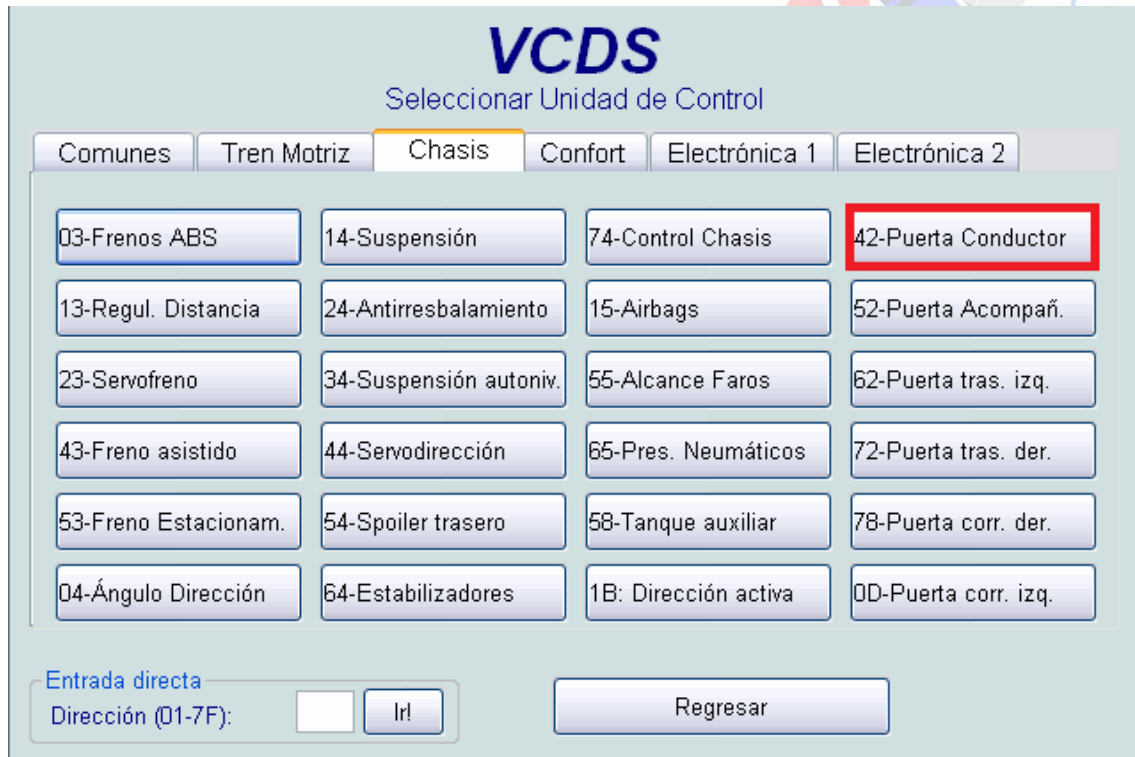 VCDS
Seleccionar Unidad de Control
Comunes Tren Motriz Chasis Confort Electrónica 1 Electrónica 2
03-Frenos ABS 14-Suspensión 74-Control Chasis 42-Puerta Conductor
13-Regul. Distancia 24-Antirresbalamiento 15-Airbags 52-Puerta Acompañ.
23-Servofreno 34-Suspensión autoniv. 55-Alcance Faros 62-Puerta tras. izq.
43-Freno asistido 44-Servodirección 65-Pres. Neumáticos 72-Puerta tras. der.
53-Freno Estacionam. 54-Spoiler trasero 58-Tanque auxiliar 78-Puerta corr. der.
04-Ángulo Dirección 64-Estabilizadores 1B: Dirección activa 0D-Puerta corr. izq.
Entrada directa
Dirección (01-7F): Ir! Regresar